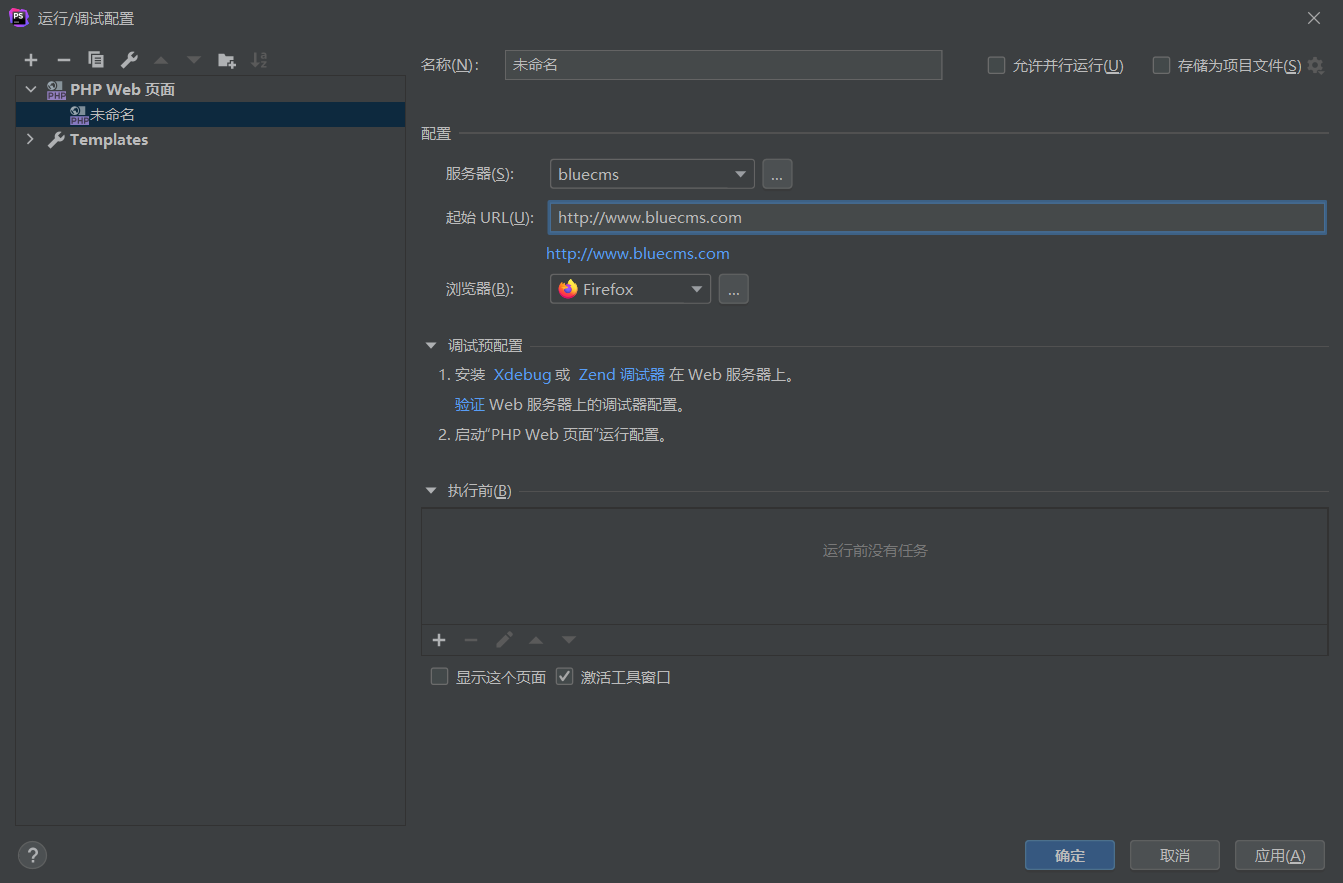 运行/调试配置
名称(N): 未命名 允许并行运行(U) 存储为项目文件(S)
PHP Web 页面
未命名
Templates
配置
服务器(S): bluecms ...
起始 URL(U): http://www.bluecms.com
http://www.bluecms.com
浏览器(B): Firefox ...
调试预配置
1. 安装 Xdebug 或 Zend 调试器 在 Web 服务器上。
验证 Web 服务器上的调试器配置。
2. 启动“PHP Web 页面”运行配置。
执行前(B)
运行前没有任务
显示这个页面 激活工具窗口
? 确定 取消 应用(A)